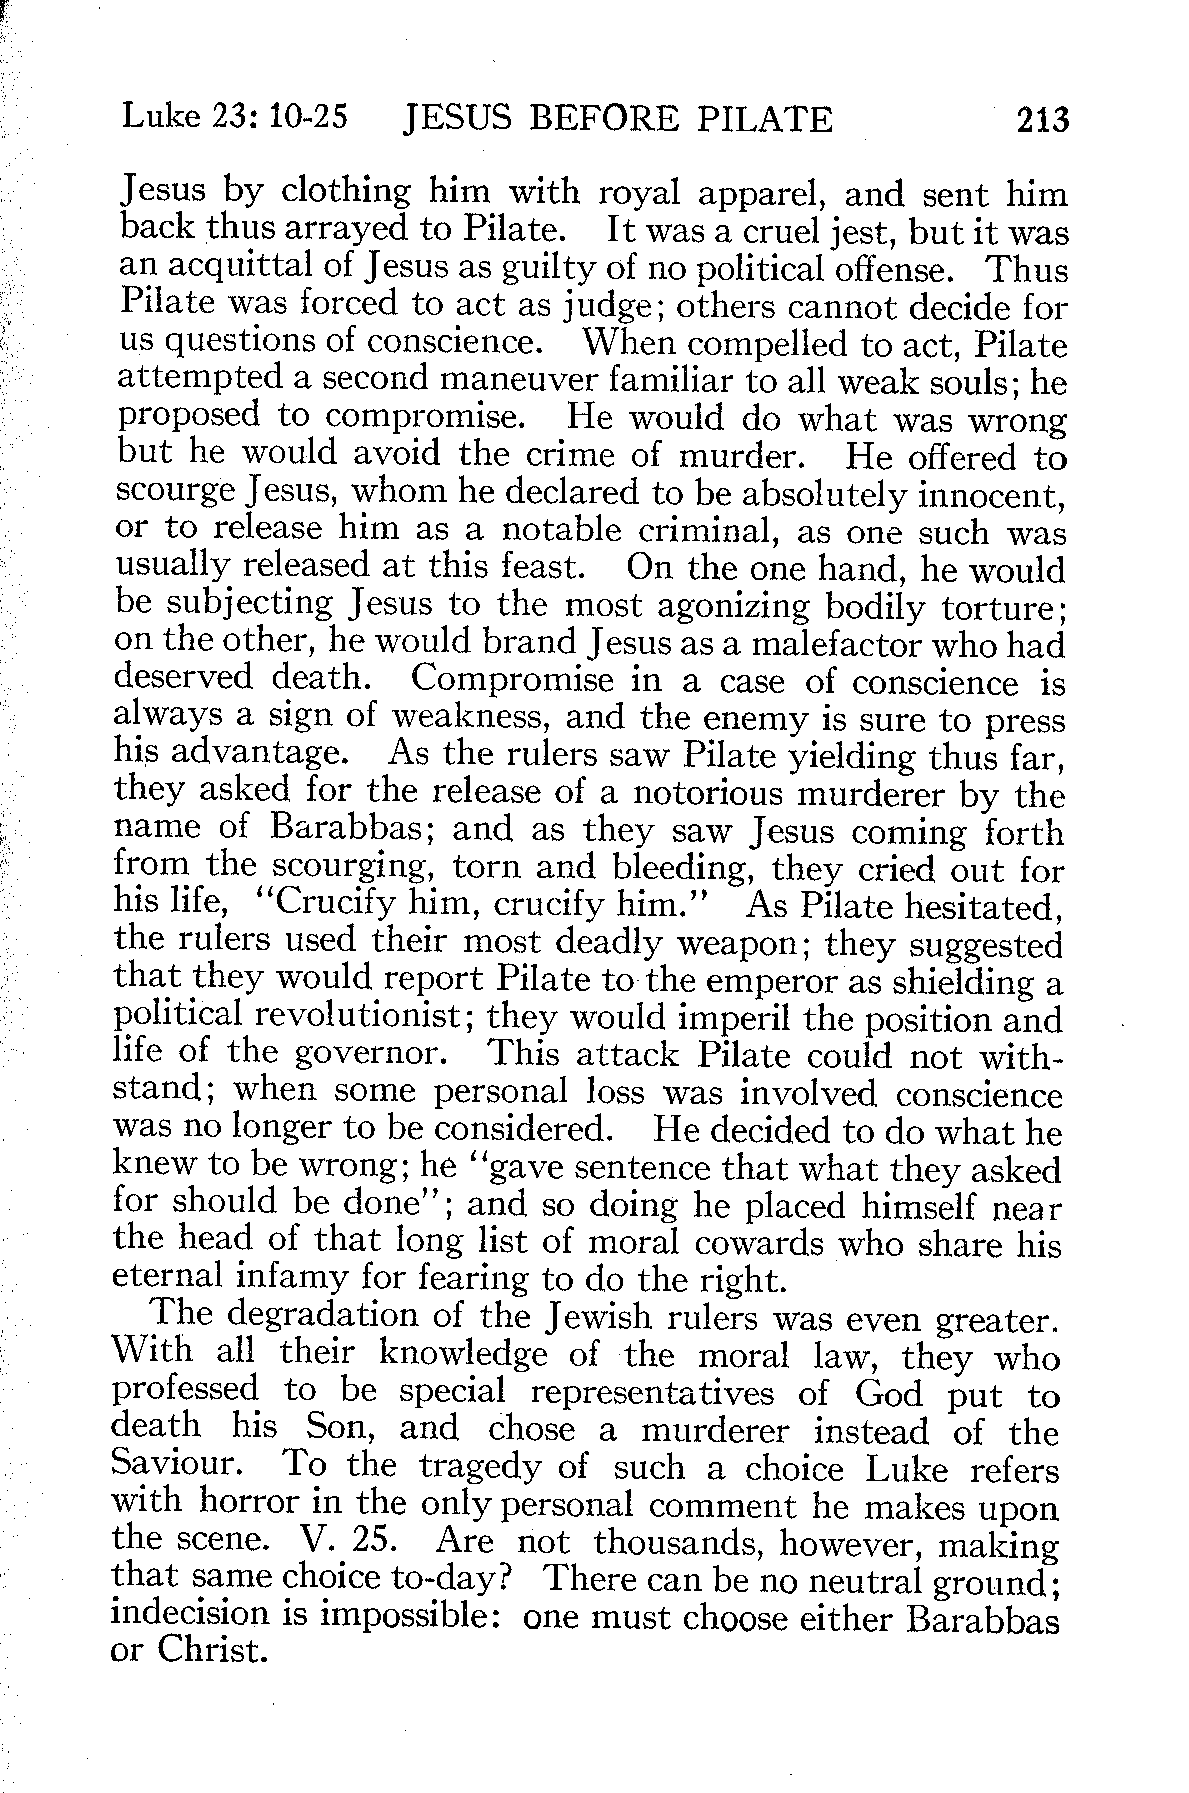 Luke 23: 10-25 JESUS BEFORE PILATE 213
Jesus by clothing him with royal apparel, and sent him
back thus arrayed to Pilate. It was a cruel jest, but it was
an acquittal of Jesus as guilty of no political offense. Thus
Pilate was forced to act as judge; others cannot decide for
us questions of conscience. When compelled to act, Pilate
attempted a second maneuver familiar to all weak souls; he
proposed to compromise. He would do what was wrong
but he would avoid the crime of murder. He offered to
scourge Jesus, whom he declared to be absolutely innocent,
or to release him as a notable criminal, as one such was
usually released at this feast. On the one hand, he would
be subjecting Jesus to the most agonizing bodily torture;
on the other, he would brand Jesus as a malefactor who had
deserved death. Compromise in a case of conscience is
always a sign of weakness, and the enemy is sure to press
his advantage. As the rulers saw Pilate yielding thus far,
they asked for the release of a notorious murderer by the
name of Barabbas; and as they saw Jesus coming forth
from the scourging, torn and bleeding, they cried out for
his life, “Crucify him, crucify him.” As Pilate hesitated,
the rulers used their most deadly weapon; they suggested
that they would report Pilate to the emperor as shielding a
political revolutionist; they would imperil the position and
life of the governor. This attack Pilate could not with-
stand; when some personal loss was involved conscience
was no longer to be considered. He decided to do what he
knew to be wrong; he “gave sentence that what they asked
for should be done”; and so doing he placed himself near
the head of that long list of moral cowards who share his
eternal infamy for fearing to do the right.
The degradation of the Jewish rulers was even greater.
With all their knowledge of the moral law, they who
professed to be special representatives of God put to
death his Son, and chose a murderer instead of the
Saviour. To the tragedy of such a choice Luke refers
with horror in the only personal comment he makes upon
the scene. V. 25. Are not thousands, however, making
that same choice to-day? There can be no neutral ground;
indecision is impossible: one must choose either Barabbas
or Christ.